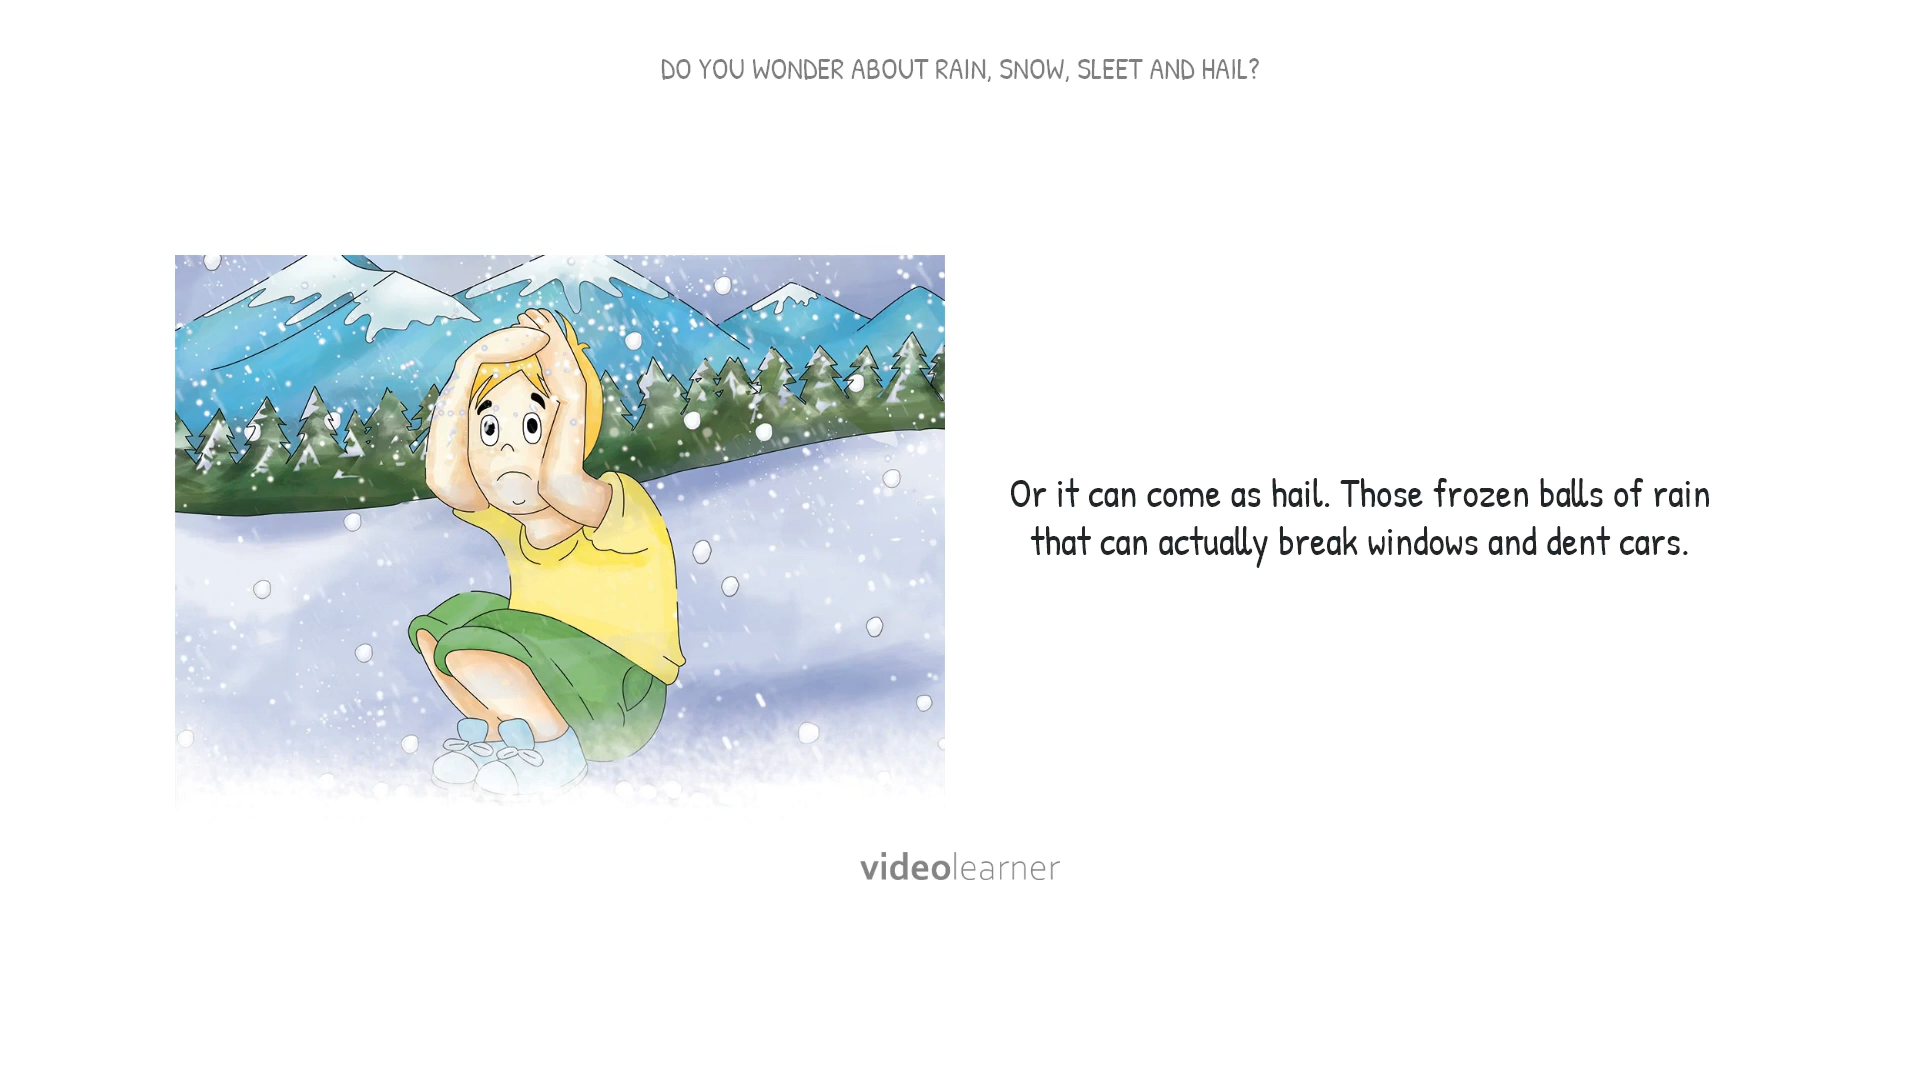 DO YOU WONDER ABOUT RAIN, SNOW, SLEET AND HAIL?
Or it can come as hail. Those frozen balls of rain
that can actually break windows and dent cars.
videolearner